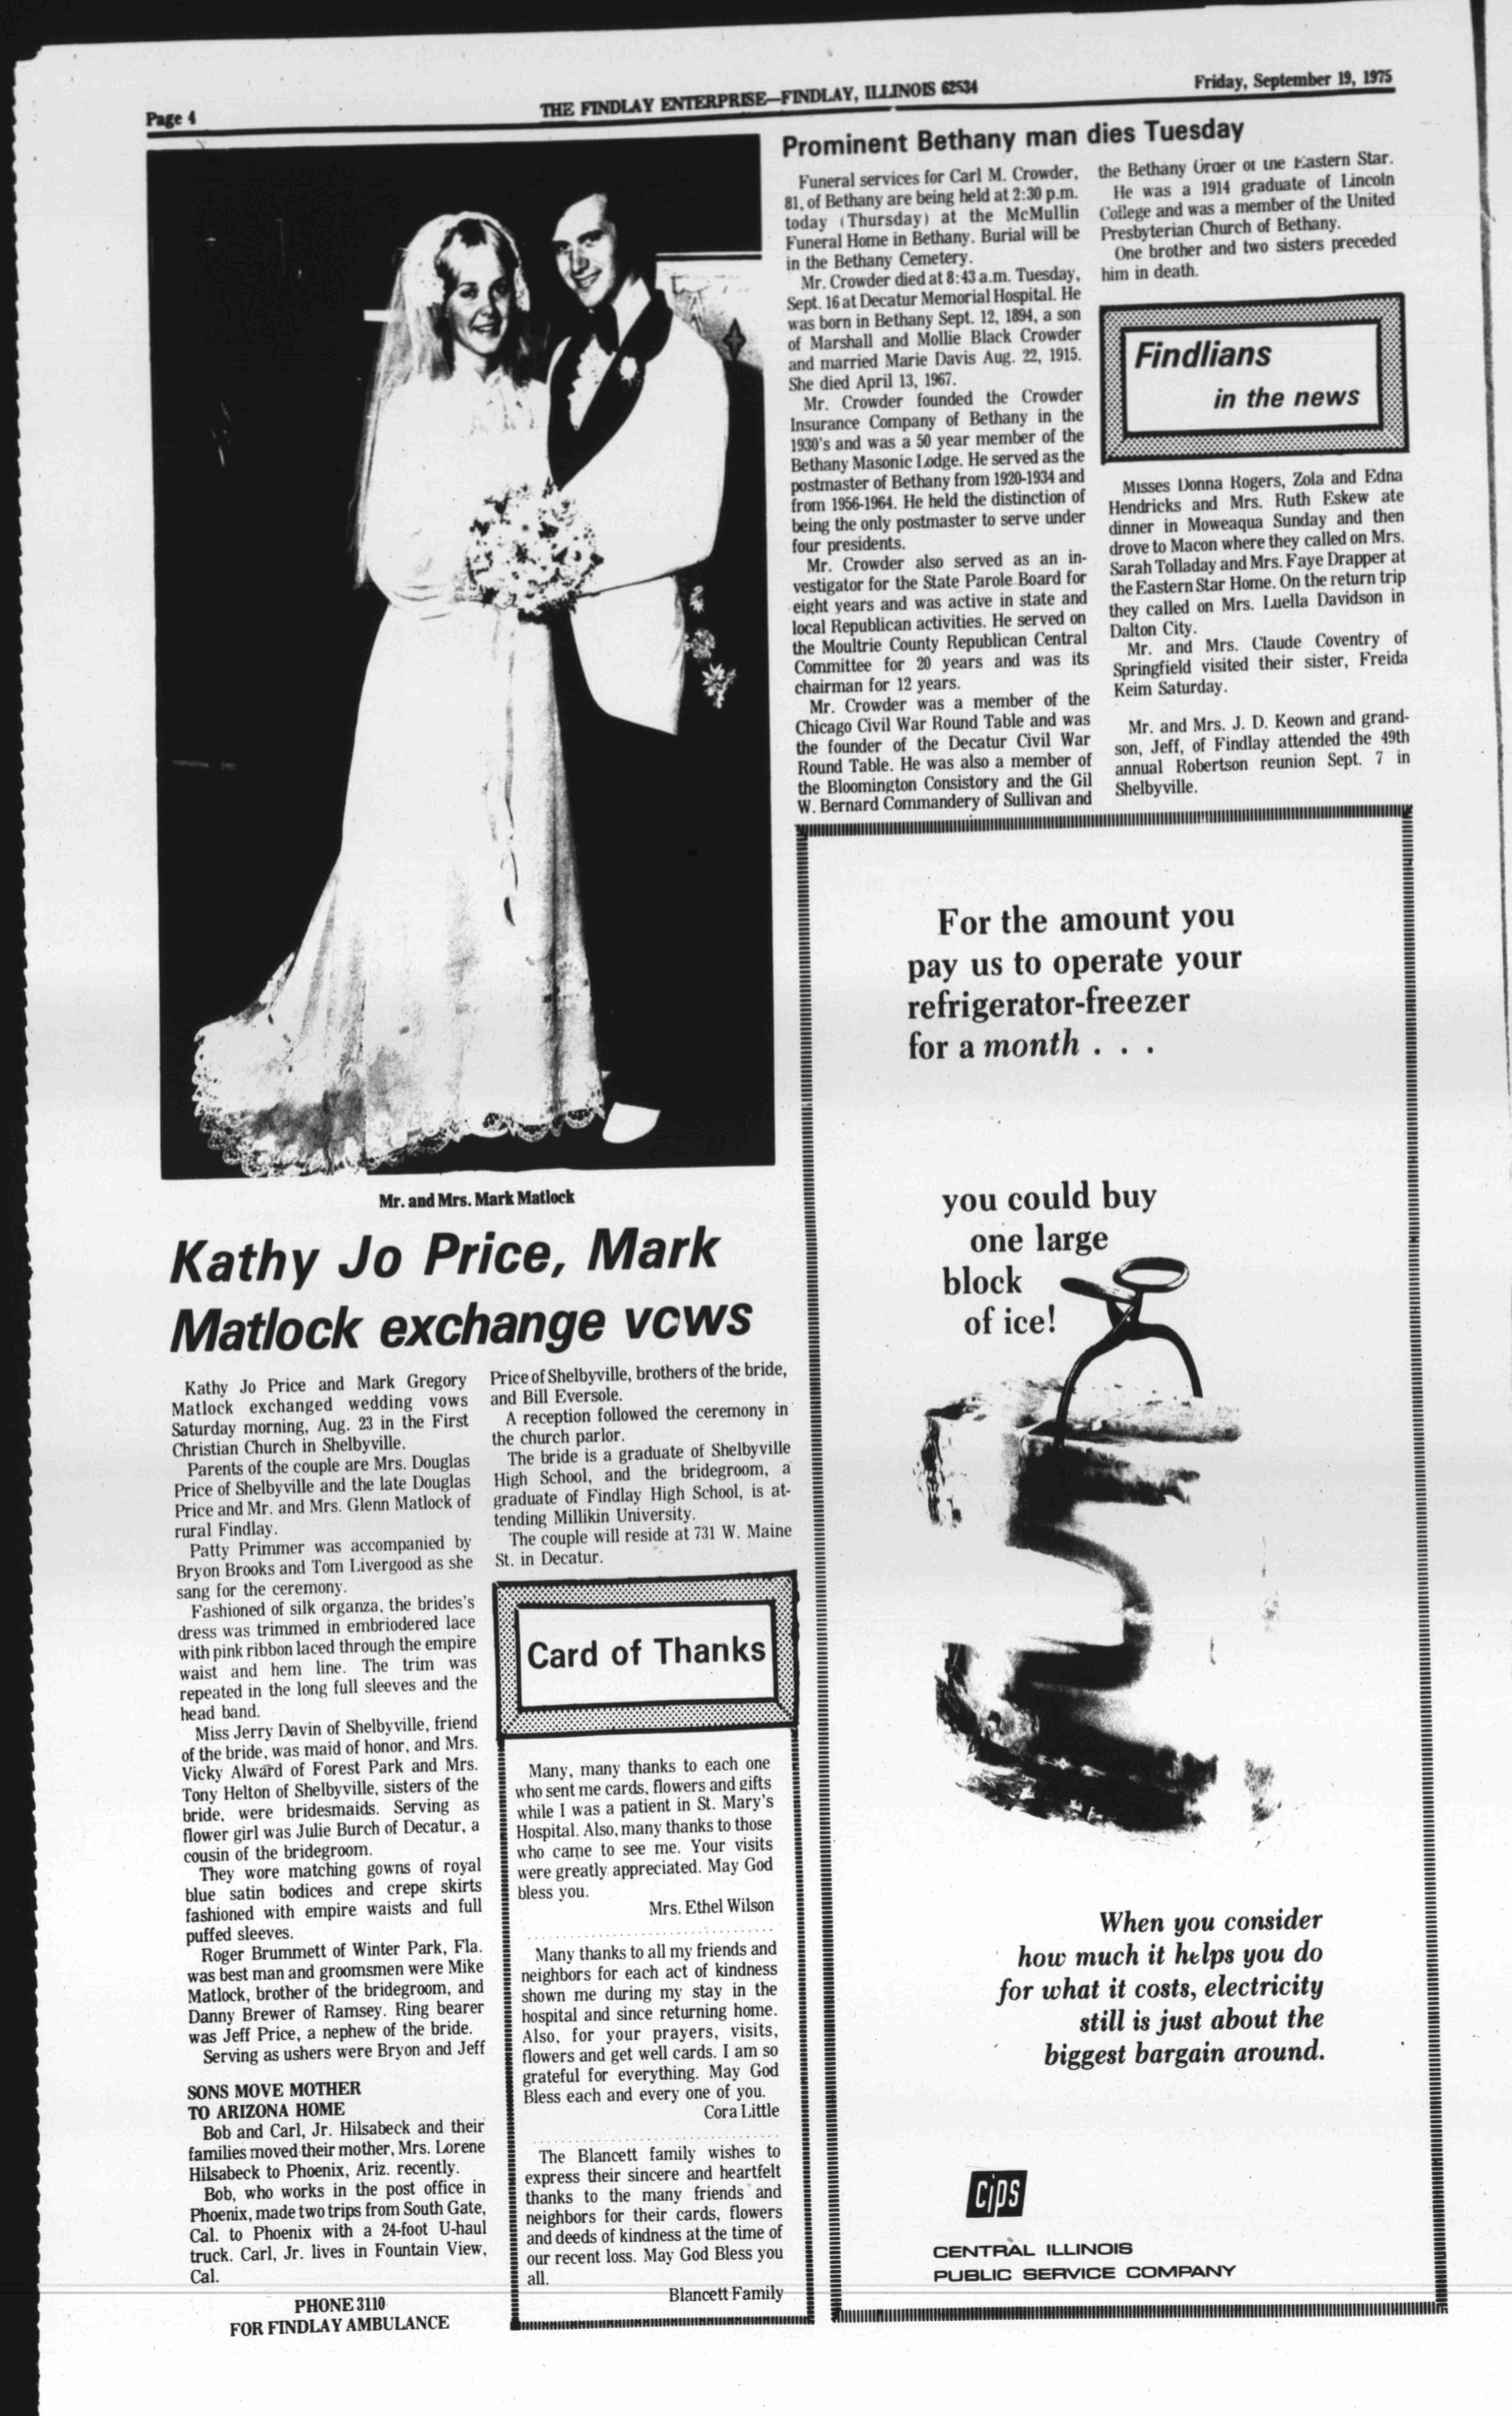 Page 4
THE FINDLAY ENTERPRISE—FINDLAY, ILLINOIS 62534
Friday, September 19, 1975
Mr. and Mrs. Mark Matlock
Kathy Jo Price, Mark
Matlock exchange vcws
Kathy Jo Price and Mark Gregory
Matlock exchanged wedding vows
Saturday morning, Aug. 23 in the First
Christian Church in Shelbyville.
Parents of the couple are Mrs. Douglas
Price of Shelbyville and the late Douglas
Price and Mr. and Mrs. Glenn Matlock of
rural Findlay.
Patty Primmer was accompanied by
Bryon Brooks and Tom Livergood as she
sang for the ceremony.
Fashioned of silk organza, the brides's
dress was trimmed in embriodered lace
with pink ribbon laced through the empire
waist and hem line. The trim was
repeated in the long full sleeves and the
head band.
Miss Jerry Davin of Shelbyville, friend
of the bride, was maid of honor, and Mrs.
Vicky Alward of Forest Park and Mrs.
Tony Helton of Shelbyville, sisters of the
bride, were bridesmaids. Serving as
flower girl was Julie Burch of Decatur, a
cousin of the bridegroom.
They wore matching gowns of royal
blue satin bodices and crepe skirts
fashioned with empire waists and full
puffed sleeves.
Roger Brummett of Winter Park, Fla.
was best man and groomsmen were Mike
Matlock, brother of the bridegroom, and
Danny Brewer of Ramsey. Ring bearer
was Jeff Price, a nephew of the bride.
Serving as ushers were Bryon and Jeff
Price of Shelbyville, brothers of the bride,
and Bill Eversole.
A reception followed the ceremony in
the church parlor.
The bride is a graduate of Shelbyville
High School, and the bridegroom, a
graduate of Findlay High School, is at-
tending Millikin University.
The couple will reside at 731 W. Maine
St. in Decatur.
SONS MOVE MOTHER
TO ARIZONA HOME
Bob and Carl, Jr. Hilsabeck and their
families moved their mother, Mrs. Lorene
Hilsabeck to Phoenix, Ariz. recently.
Bob, who works in the post office in
Phoenix, made two trips from South Gate,
Cal. to Phoenix with a 24-foot U-haul
truck. Carl, Jr. lives in Fountain View,
Cal.
PHONE 3110
FOR FINDLAY AMBULANCE
Card of Thanks
Many, many thanks to each one
who sent me cards, flowers and gifts
while I was a patient in St. Mary's
Hospital. Also, many thanks to those
who came to see me. Your visits
were greatly appreciated. May God
bless you.
Mrs. Ethel Wilson
Many thanks to all my friends and
neighbors for each act of kindness
shown me during my stay in the
hospital and since returning home.
Also, for your prayers, visits,
flowers and get well cards. I am so
grateful for everything. May God
Bless each and every one of you.
Cora Little
The Blancett family wishes to
express their sincere and heartfelt
thanks to the many friends and
neighbors for their cards, flowers
and deeds of kindness at the time of
our recent loss. May God Bless you
all.
Blancett Family
Prominent Bethany man dies Tuesday
Funeral services for Carl M. Crowder,
81, of Bethany are being held at 2:30 p.m.
today (Thursday) at the McMullin
Funeral Home in Bethany. Burial will be
in the Bethany Cemetery.
Mr. Crowder died at 8:43 a.m. Tuesday,
Sept. 16 at Decatur Memorial Hospital. He
was born in Bethany Sept. 12, 1894, a son
of Marshall and Mollie Black Crowder
and married Marie Davis Aug. 22, 1915.
She died April 13, 1967.
Mr. Crowder founded the Crowder
Insurance Company of Bethany in the
1930's and was a 50 year member of the
Bethany Masonic Lodge. He served as the
postmaster of Bethany from 1920-1934 and
from 1956-1964. He held the distinction of
being the only postmaster to serve under
four presidents.
Mr. Crowder also served as an in-
vestigator for the State Parole Board for
eight years and was active in state and
local Republican activities. He served on
the Moultrie County Republican Central
Committee for 20 years and was its
chairman for 12 years.
Mr. Crowder was a member of the
Chicago Civil War Round Table and was
the founder of the Decatur Civil War
Round Table. He was also a member of
the Bloomington Consistory and the Gil
W. Bernard Commandery of Sullivan and
the Bethany Order of the Eastern Star.
He was a 1914 graduate of Lincoln
College and was a member of the United
Presbyterian Church of Bethany.
One brother and two sisters preceded
him in death.
Findlians
in the news
Misses Donna Rogers, Zola and Edna
Hendricks and Mrs. Ruth Eskew ate
dinner in Moweaqua Sunday and then
drove to Macon where they called on Mrs.
Sarah Tolladay and Mrs. Faye Drapper at
the Eastern Star Home. On the return trip
they called on Mrs. Luella Davidson in
Dalton City.
Mr. and Mrs. Claude Coventry of
Springfield visited their sister, Freida
Keim Saturday.
Mr. and Mrs. J. D. Keown and grand-
son, Jeff, of Findlay attended the 49th
annual Robertson reunion Sept. 7 in
Shelbyville.
For the amount you
pay us to operate your
refrigerator-freezer
for a month . . .
you could buy
one large
block
of ice!
When you consider
how much it helps you do
for what it costs, electricity
still is just about the
biggest bargain around.
CIPS
CENTRAL ILLINOIS
PUBLIC SERVICE COMPANY